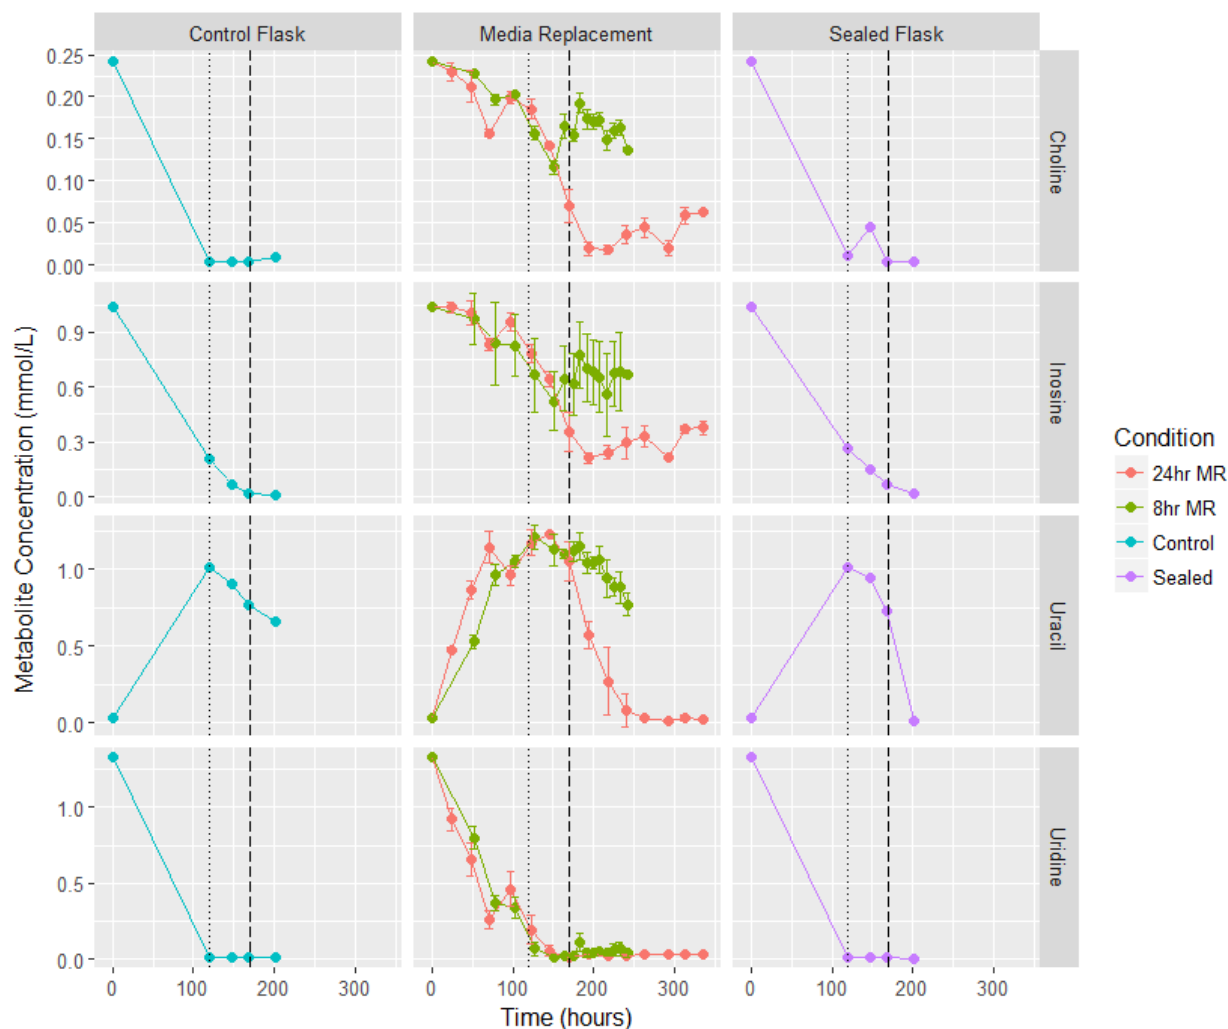 Control Flask
Media Replacement
Sealed Flask
Metabolite Concentration (mmol/L)
0.25
0.20
0.15
0.10
0.05
0.00
Choline
0.9
0.6
0.3
0.0
Inosine
1.0
0.5
0.0
Uracil
1.0
0.5
0.0
Uridine
0 100 200 300
0 100 200 300
0 100 200 300
Time (hours)
Condition
24hr MR
8hr MR
Control
Sealed